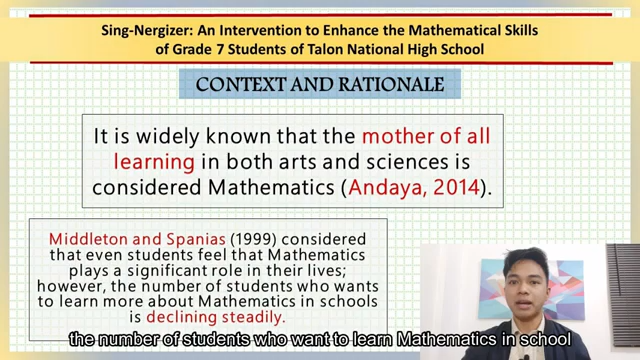 Sing-Nergizer: An Intervention to Enhance the Mathematical Skills
of Grade 7 Students of Talon National High School
CONTEXT AND RATIONALE
It is widely known that the mother of all
learning in both arts and sciences is
considered Mathematics (Andaya, 2014).
Middleton and Spanias (1999) considered
that even students feel that Mathematics
plays a significant role in their lives;
however, the number of students who wants
to learn more about Mathematics in schools
is declining steadily.
the number of students who want to learn Mathematics in school